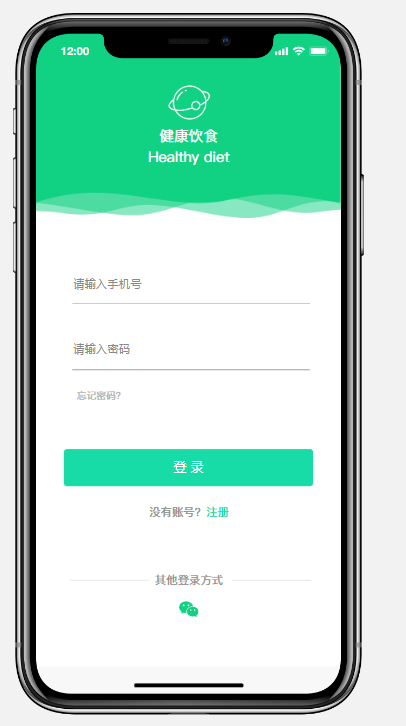 12:00
健康饮食
Healthy diet
请输入手机号
请输入密码
忘记密码?
登录
没有账号? 注册
其他登录方式